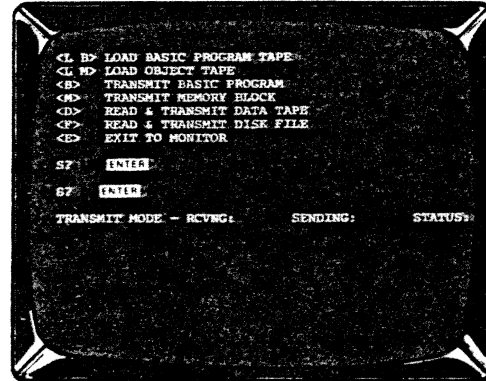 <L B> LOAD BASIC PROGRAM TAPE
<L M> LOAD OBJECT TAPE
<B> TRANSMIT BASIC PROGRAM
<M> TRANSMIT MEMORY BLOCK
<D> READ & TRANSMIT DATA TAPE
<F> READ & TRANSMIT DISK FILE
<E> EXIT TO MONITOR
S? ENTER
G? ENTER
TRANSMIT MODE - RCVNG: SENDING: STATUS: